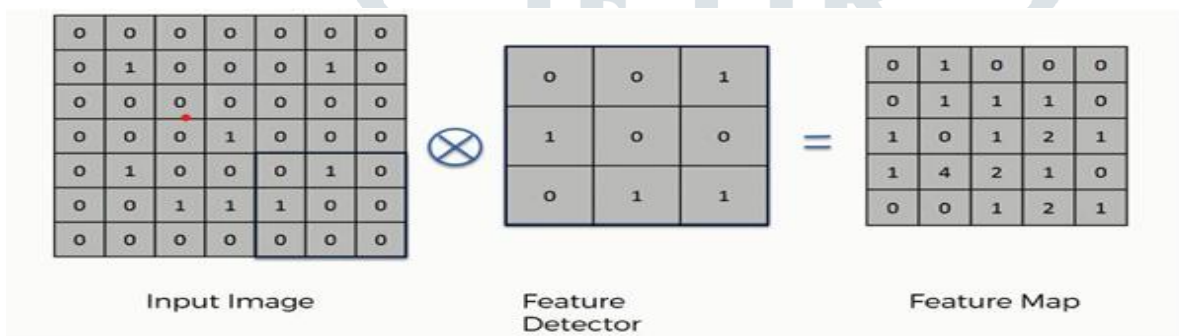 0 0 0 0 0 0 0
0 1 0 0 0 1 0
0 0 0 0 0 0 0
0 0 0 1 0 0 0
0 1 0 0 0 1 0
0 0 1 1 1 0 0
0 0 0 0 0 0 0
Input Image
0 0 1
1 0 0
0 1 1
Feature
Detector
=
0 1 0 0 0
0 1 1 1 0
1 0 1 2 1
1 4 2 1 0
0 0 1 2 1
Feature Map